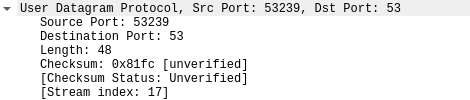 User Datagram Protocol, Src Port: 53239, Dst Port: 53
Source Port: 53239
Destination Port: 53
Length: 48
Checksum: 0x81fc [unverified]
[Checksum Status: Unverified]
[Stream index: 17]